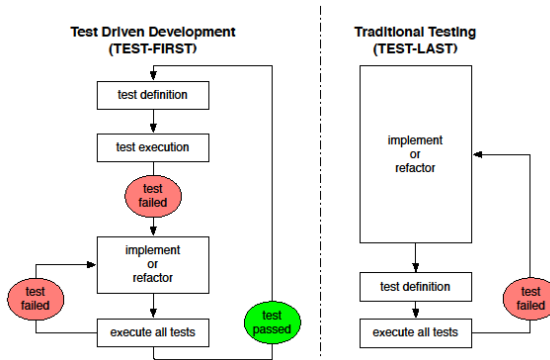 Test Driven Development
(TEST-FIRST)
test definition
test execution
test
failed
implement
or
refactor
test
failed
execute all tests
test
passed
Traditional Testing
(TEST-LAST)
implement
or
refactor
test definition
test
failed
execute all tests